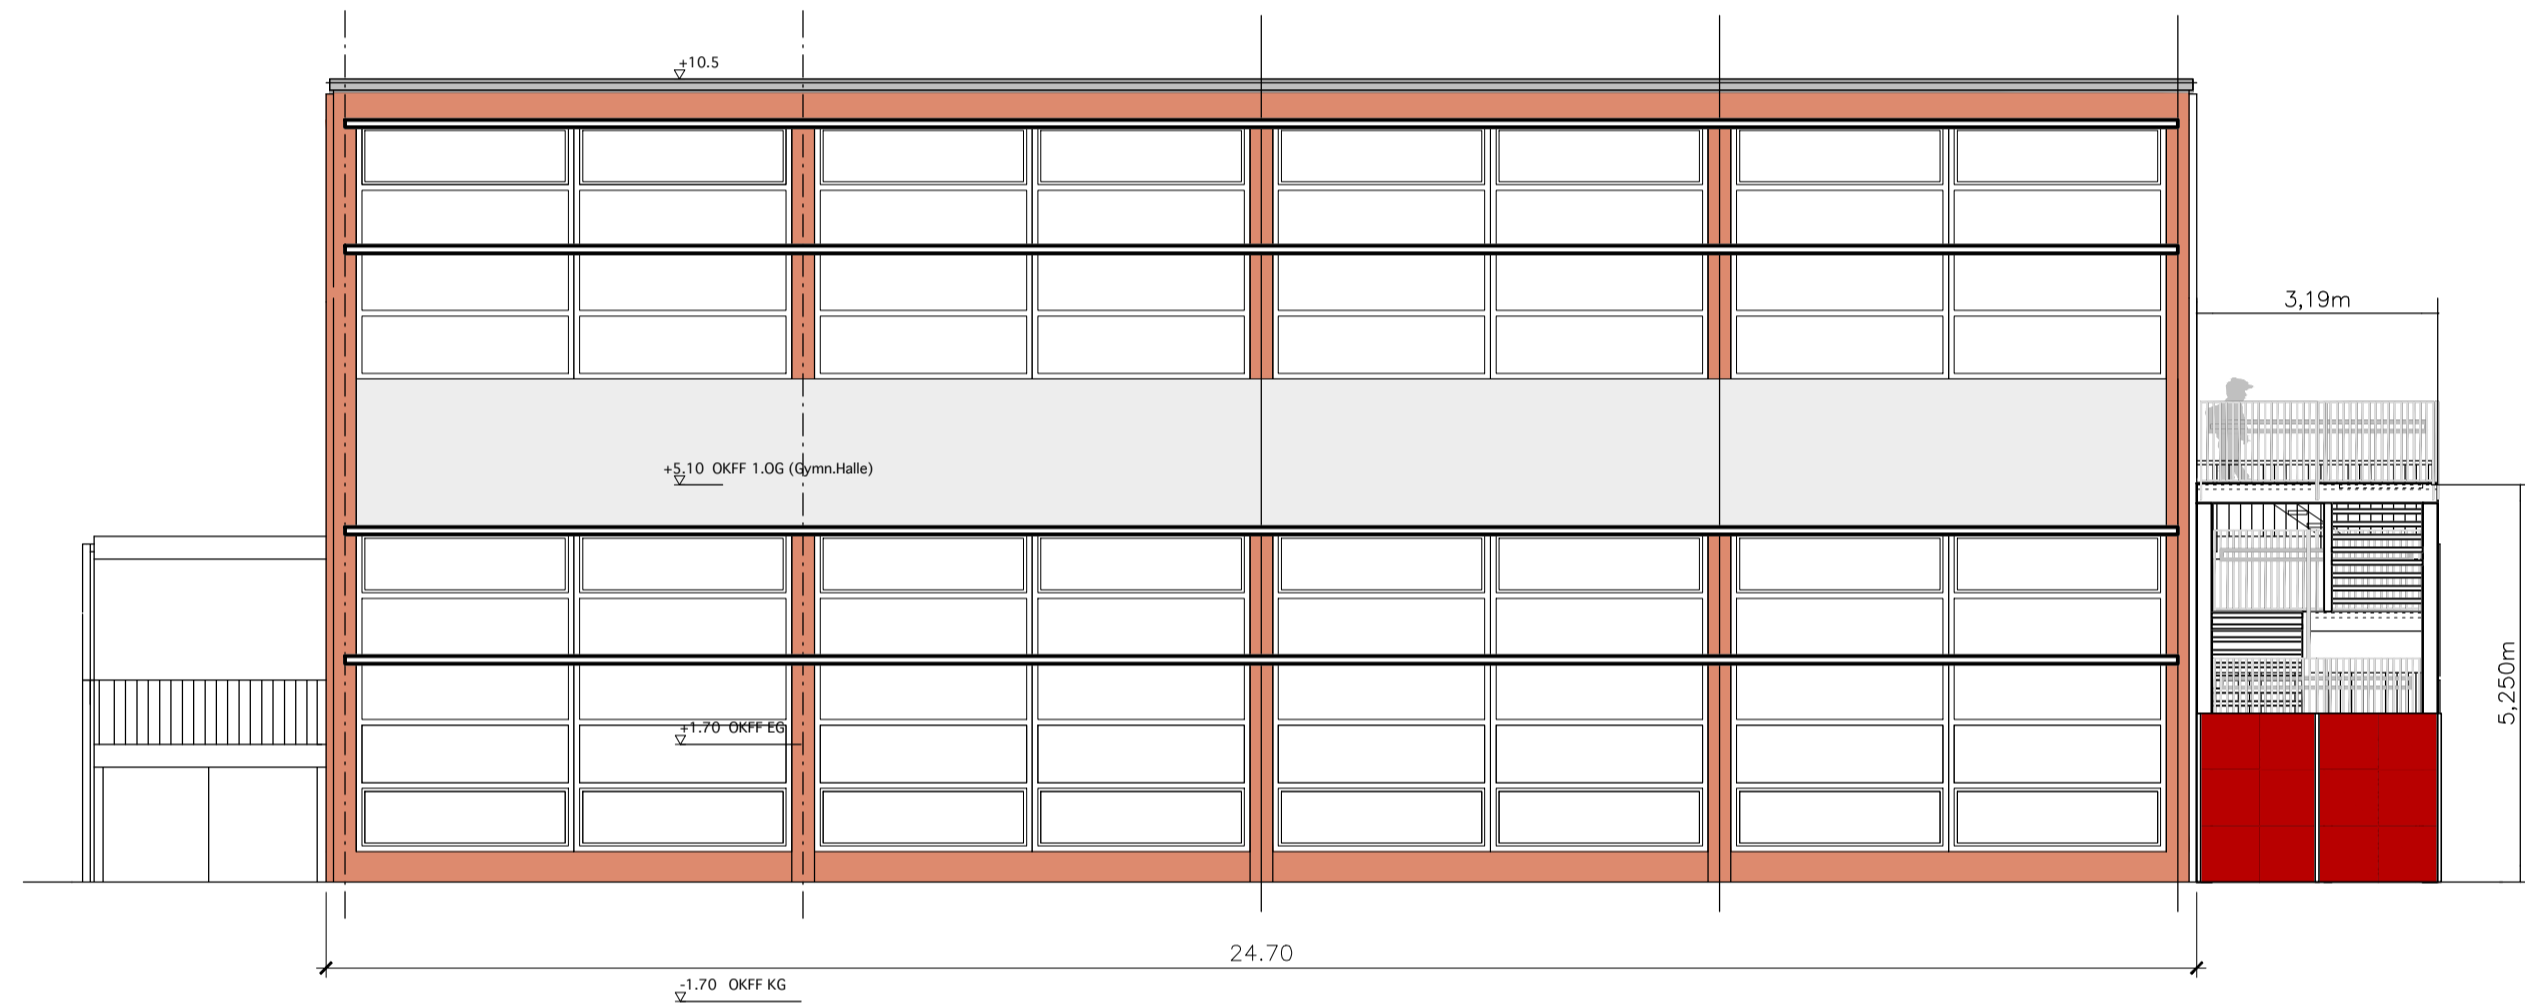 +10.5
3,19m
+5.10 OKFF 1.OG (Gymn.Halle)
5,250m
+1.70 OKFF EG
24.70
-1.70 OKFF KG